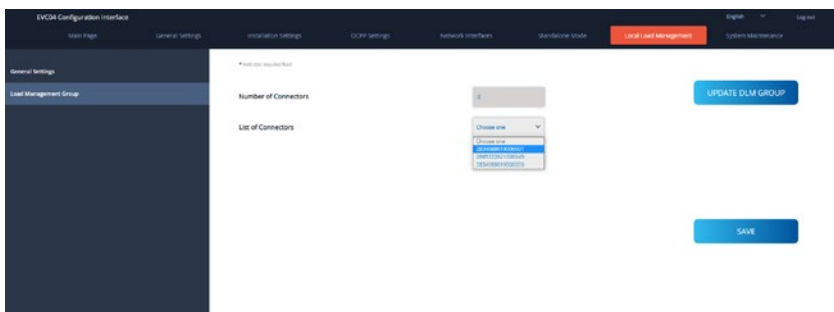 EVC04 Configuration Interface
English
Log out
Main Page
General Settings
Installation Settings
OCPP Settings
Network Interfaces
Standalone Mode
Local Load Management
System Maintenance
General Settings
Load Management Group
Number of Connectors
UPDATE DLM GROUP
List of Connectors
Choose one
Choose one
SAVE